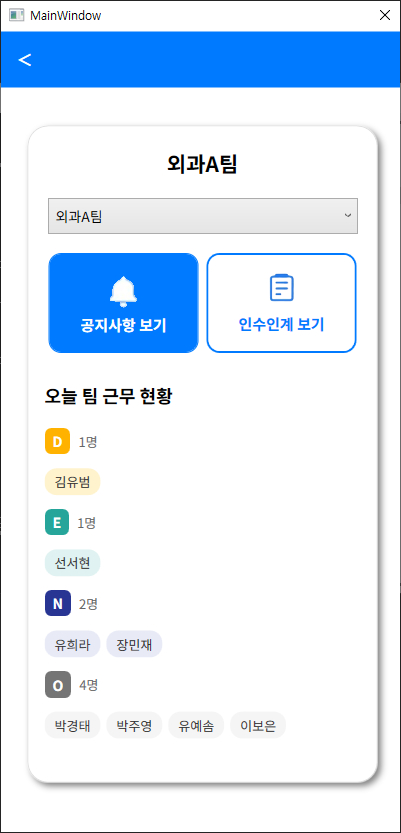 MainWindow
<
외과A팀
외과A팀
공지사항 보기
인수인계 보기
오늘 팀 근무 현황
D 1명
김유범
E 1명
선서현
N 2명
유희라 장민재
O 4명
박경태 박주영 유예솜 이보은